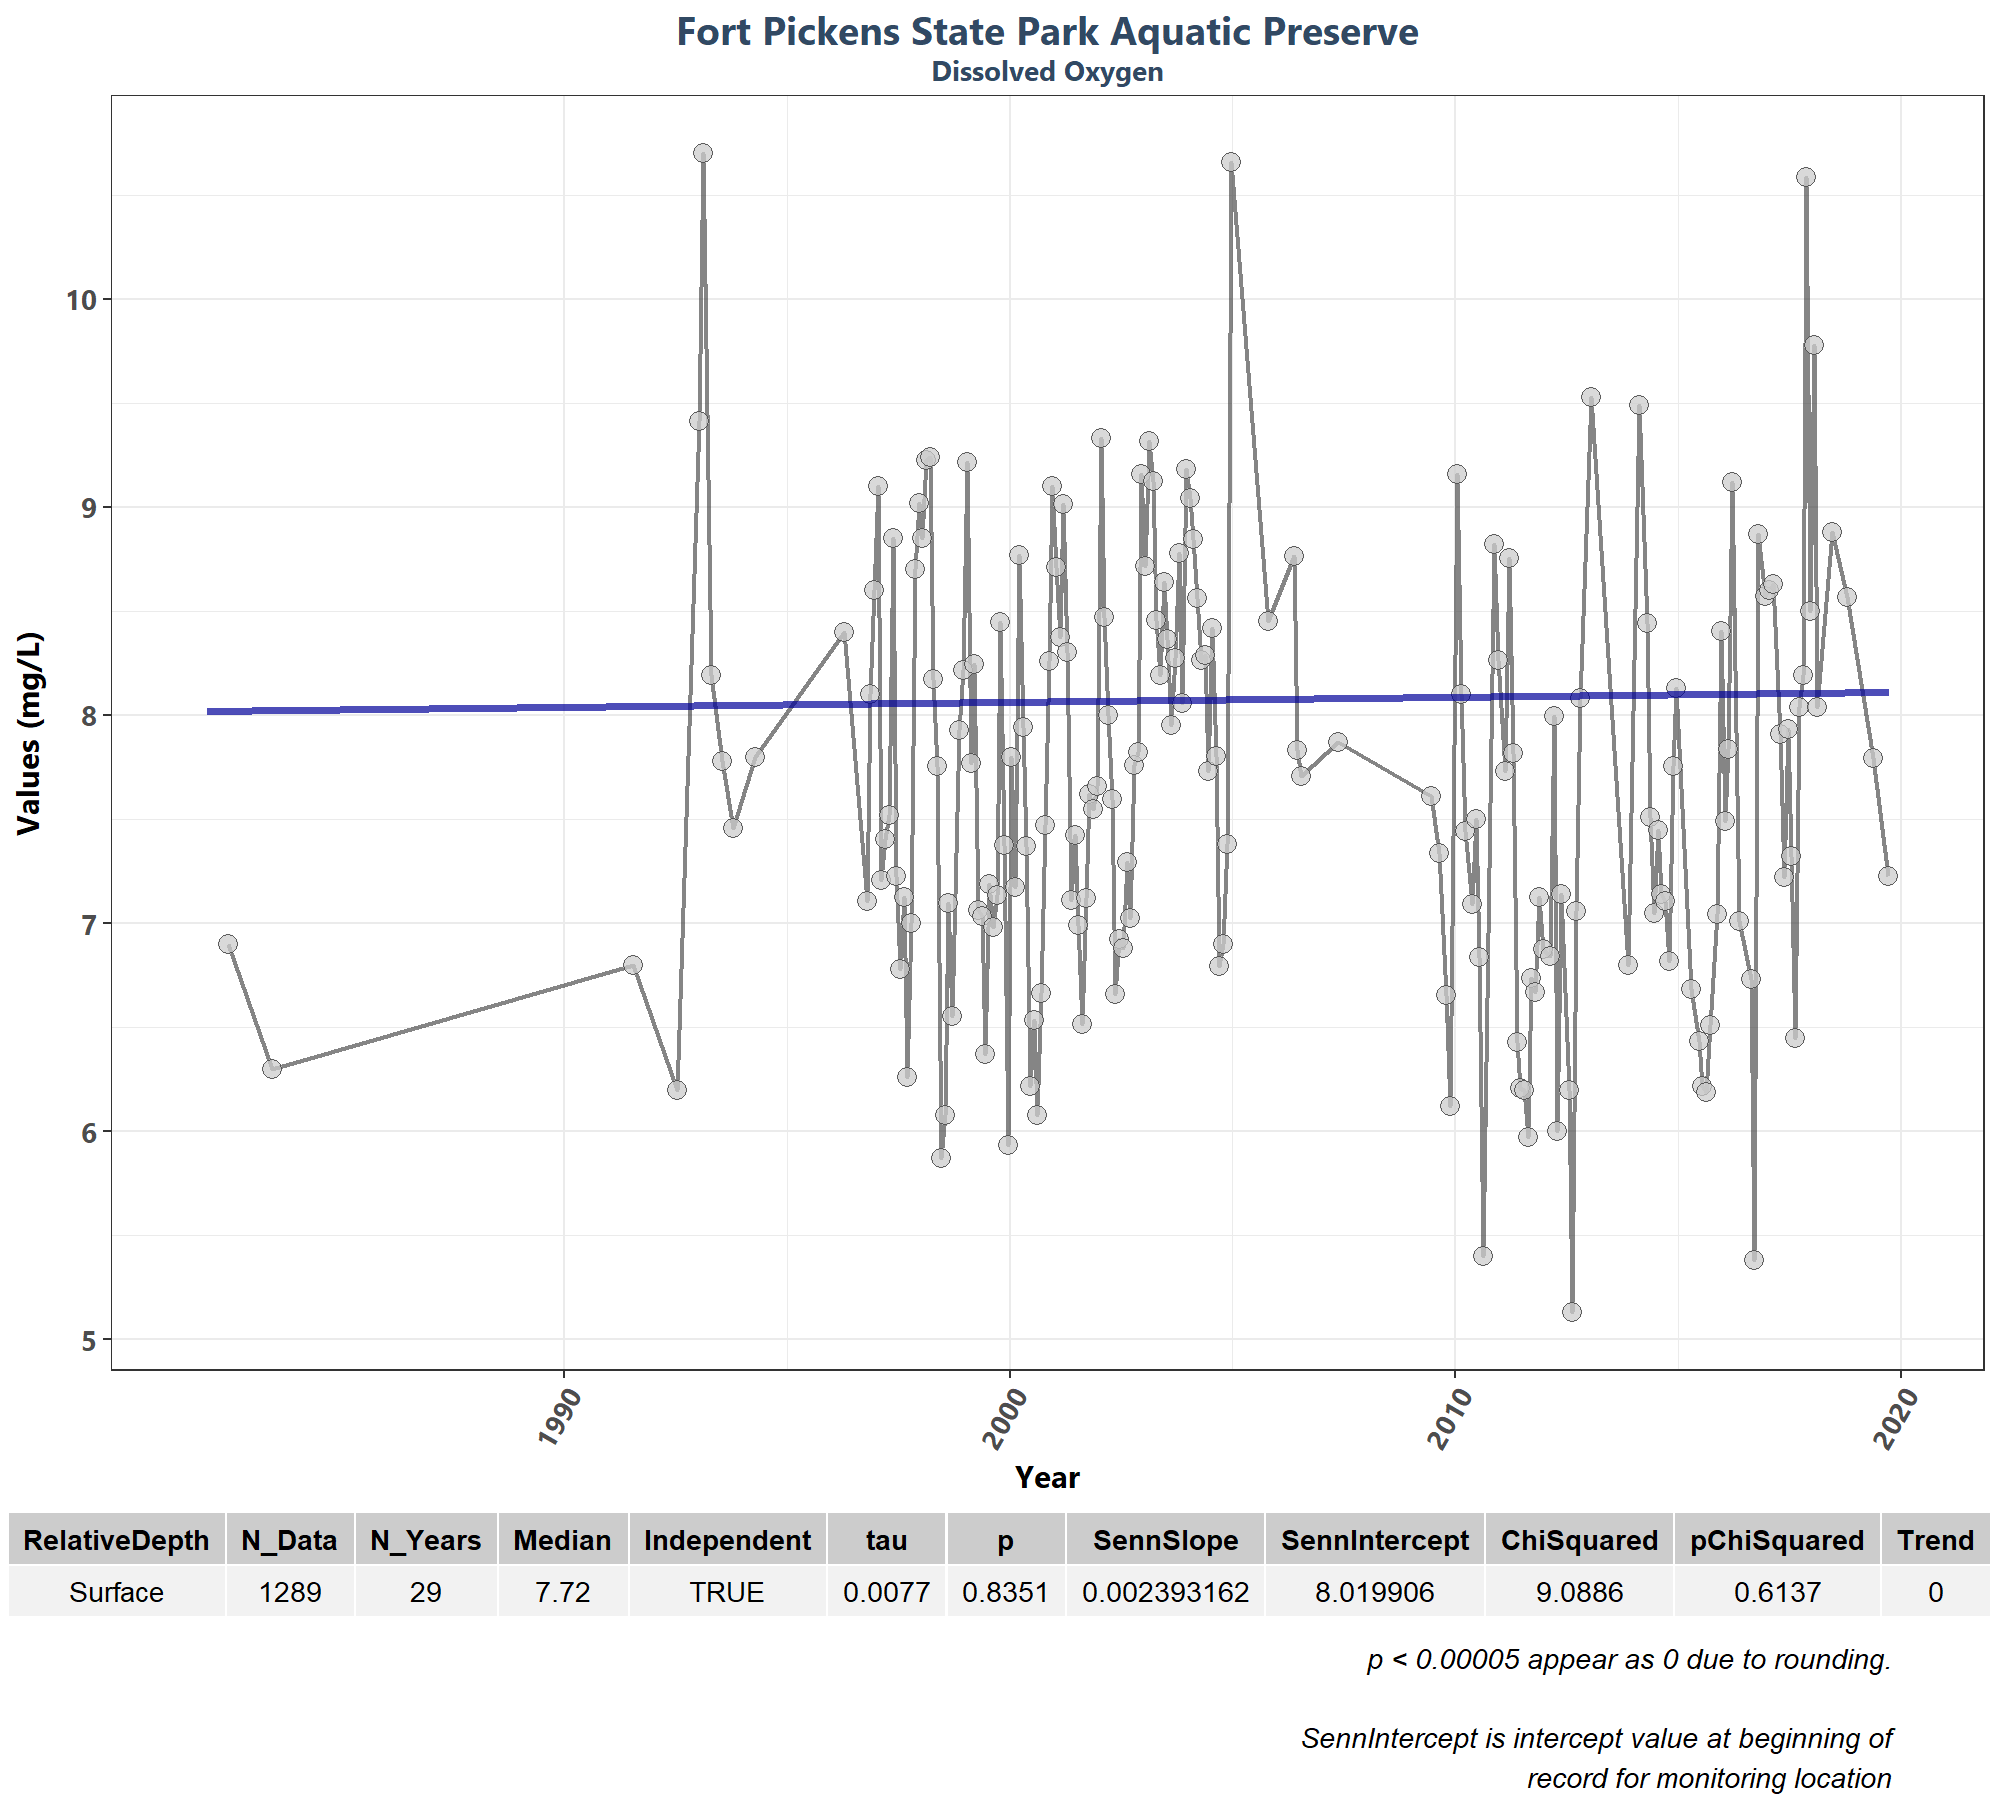 Fort Pickens State Park Aquatic Preserve
Dissolved Oxygen
Values (mg/L)
10
9
8
7
6
5
1990 2000 2010 2020
Year
RelativeDepth N_Data N_Years Median Independent tau p SennSlope SennIntercept ChiSquared pChiSquared Trend
Surface 1289 29 7.72 TRUE 0.0077 0.8351 0.002393162 8.019906 9.0886 0.6137 0
p < 0.00005 appear as 0 due to rounding.
SennIntercept is intercept value at beginning of
record for monitoring location